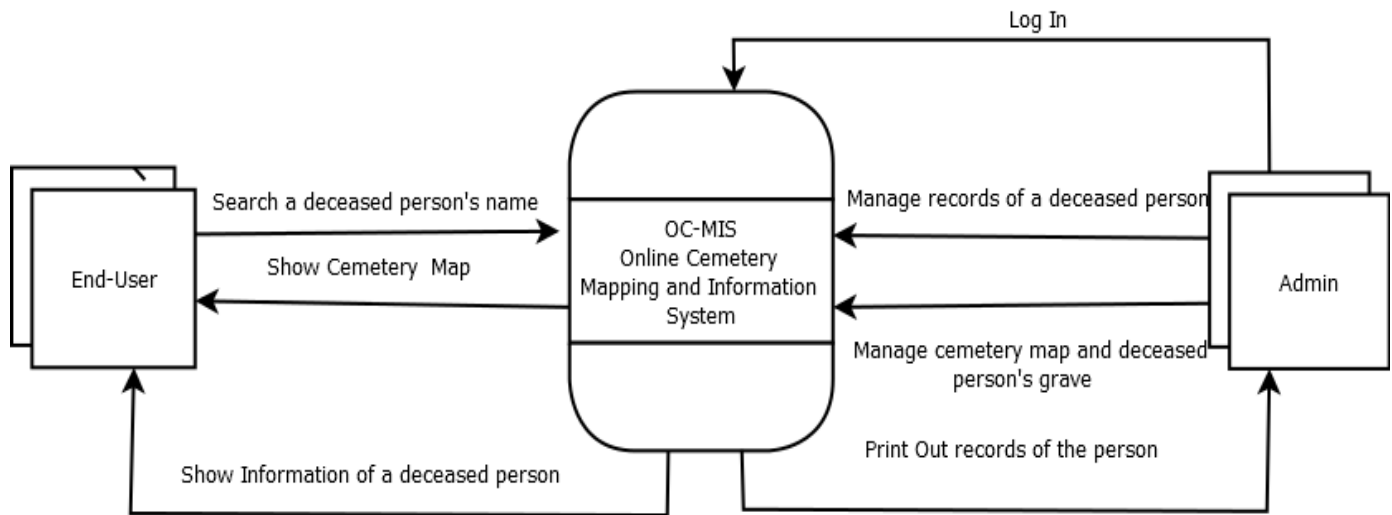 Log In
Search a deceased person's name
Manage records of a deceased person
OC-MIS
Online Cemetery
Mapping and Information
System
Show Cemetery Map
End-User
Admin
Manage cemetery map and deceased
person's grave
Print Out records of the person
Show Information of a deceased person